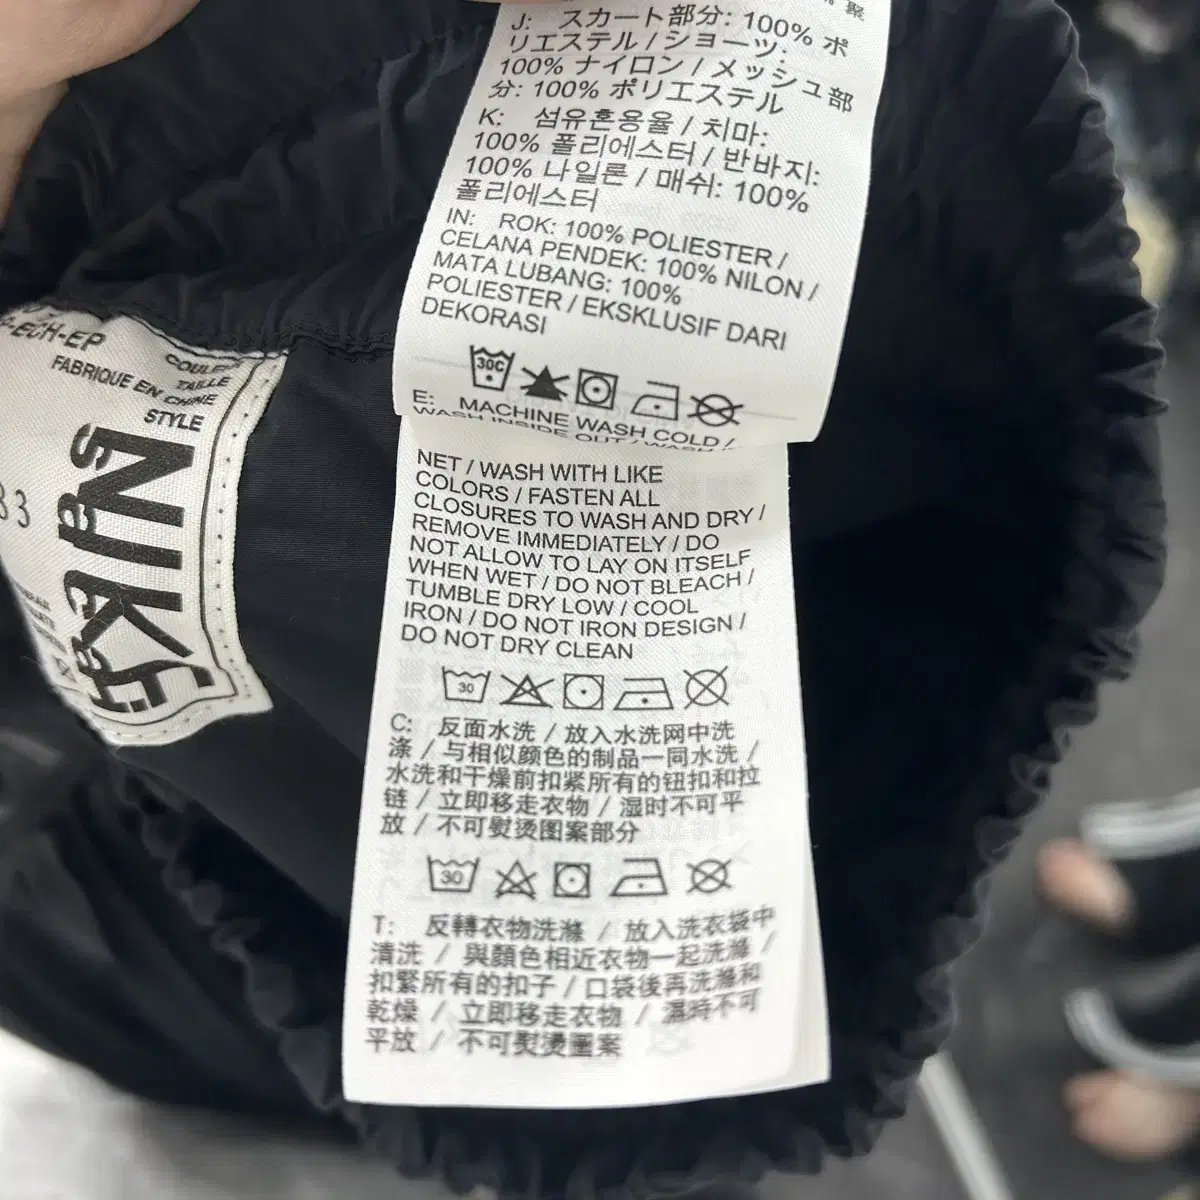 J: スカート部分: 100% ポ
リエステル / ショーツ:
100% ナイロン / メッシュ部
分: 100% ポリエステル
K: 섬유혼용율 / 치마:
100% 폴리에스터 / 반바지:
100% 나일론 / 매쉬: 100%
폴리에스터
IN: ROK: 100% POLIESTER /
CELANA PENDEK: 100% NILON /
MATA LUBANG: 100%
POLIESTER / EKSKLUSIF DARI
DEKORASI
30C
E: MACHINE WASH COLD /
WASH INSIDE OUT / WASH
NET / WASH WITH LIKE
COLORS / FASTEN ALL
CLOSURES TO WASH AND DRY /
REMOVE IMMEDIATELY / DO
NOT ALLOW TO LAY ON ITSELF
WHEN WET / DO NOT BLEACH /
TUMBLE DRY LOW / COOL
IRON / DO NOT IRON DESIGN /
DO NOT DRY CLEAN
30
C: 反面水洗 / 放入水洗网中洗
涤 / 与相似颜色的制品一同水洗 /
水洗和干燥前扣紧所有的钮扣和拉
链 / 立即移走衣物 / 湿时不可平
放 / 不可熨烫图案部分
30
T: 反轉衣物洗滌 / 放入洗衣袋中
清洗 / 與顏色相近衣物一起洗滌 /
扣緊所有的扣子 / 口袋後再洗滌和
乾燥 / 立即移走衣物 / 濕時不可
平放 / 不可熨燙圖案
-ECH-EP
TAILLE
FABRIQUE EN CHINE
STYLE
NIKE
33